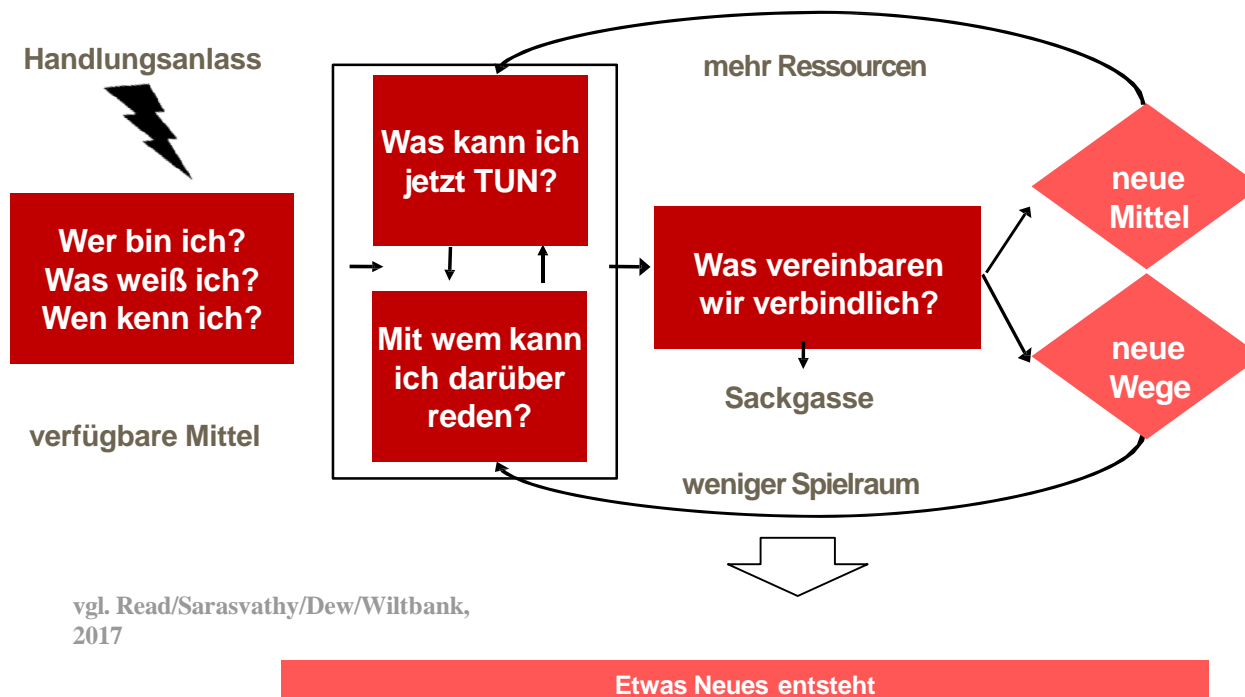 Handlungsanlass
mehr Ressourcen
Was kann ich
jetzt TUN?
neue
Mittel
Wer bin ich?
Was weiß ich?
Wen kenn ich?
Was vereinbaren
wir verbindlich?
Mit wem kann
ich darüber
reden?
neue
Wege
Sackgasse
verfügbare Mittel
weniger Spielraum
vgl. Read/Sarasvathy/Dew/Wiltbank,
2017
Etwas Neues entsteht